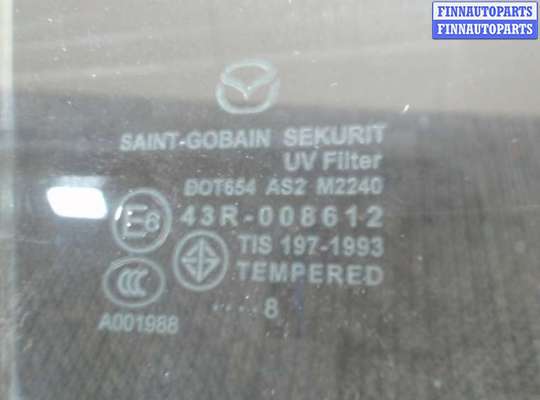 FINNAUTOPARTS
FINNAUTOPARTS
SAINT-GOBAIN SEKURIT
UV Filter
DOT654 AS2 M2240
E6 43R-008612
TIS 197-1993
TEMPERED
CCC
A001988
....8